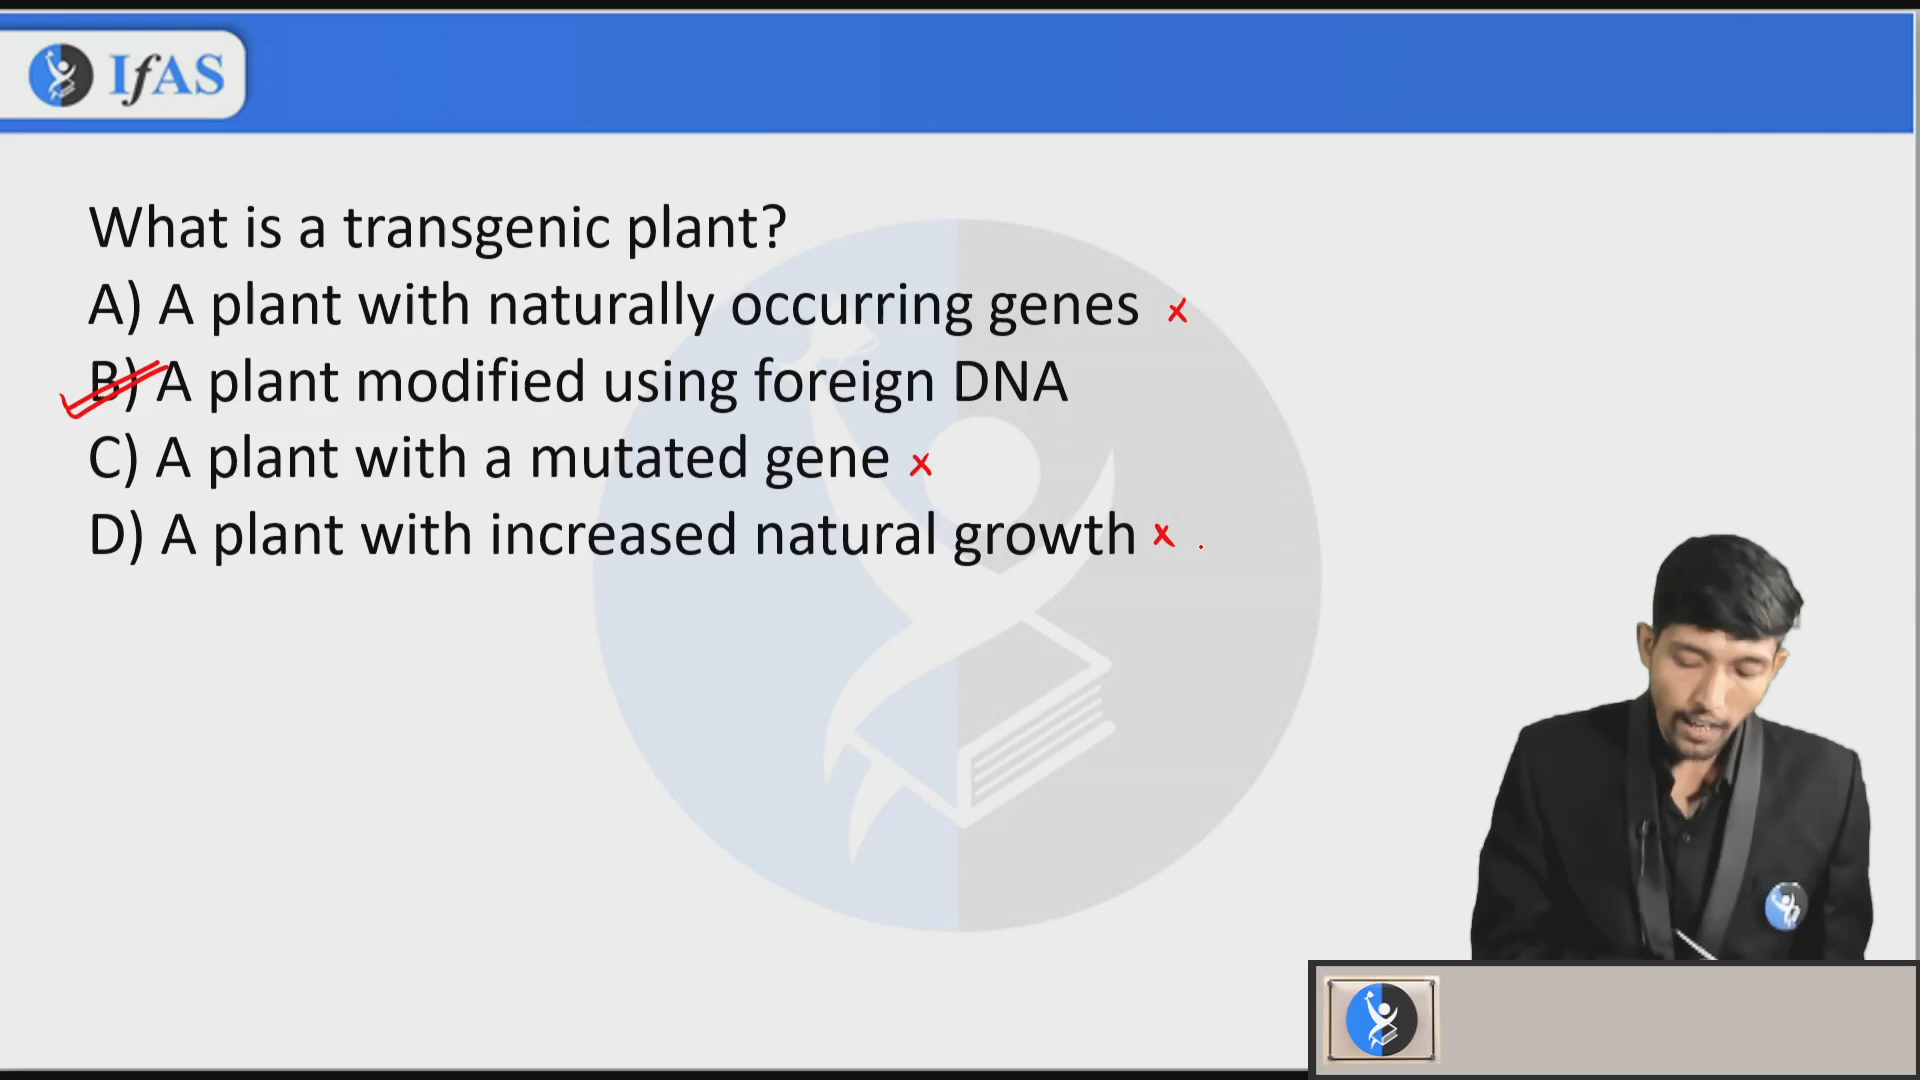 IfAS
What is a transgenic plant?
A) A plant with naturally occurring genes
B) A plant modified using foreign DNA
C) A plant with a mutated gene
D) A plant with increased natural growth